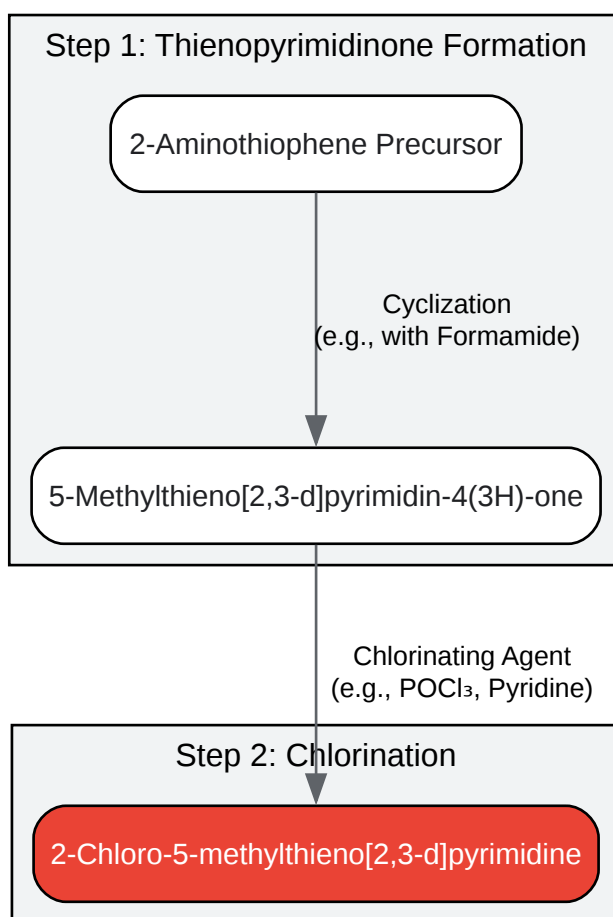 Step 1: Thienopyrimidinone Formation
2-Aminothiophene Precursor
Cyclization
(e.g., with Formamide)
5-Methylthieno[2,3-d]pyrimidin-4(3H)-one
Chlorinating Agent
(e.g., POCl₃, Pyridine)
Step 2: Chlorination
2-Chloro-5-methylthieno[2,3-d]pyrimidine